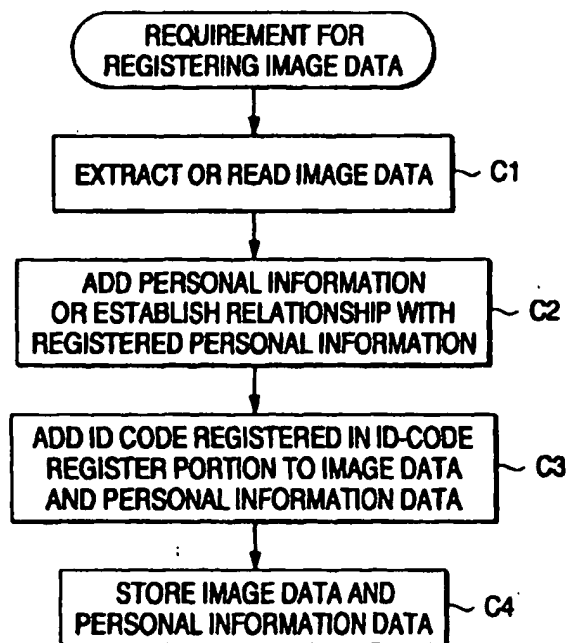 REQUIREMENT FOR
REGISTERING IMAGE DATA
EXTRACT OR READ IMAGE DATA
C1
ADD PERSONAL INFORMATION
OR ESTABLISH RELATIONSHIP WITH
REGISTERED PERSONAL INFORMATION
C2
ADD ID CODE REGISTERED IN ID-CODE
REGISTER PORTION TO IMAGE DATA
AND PERSONAL INFORMATION DATA
C3
STORE IMAGE DATA AND
PERSONAL INFORMATION DATA
C4